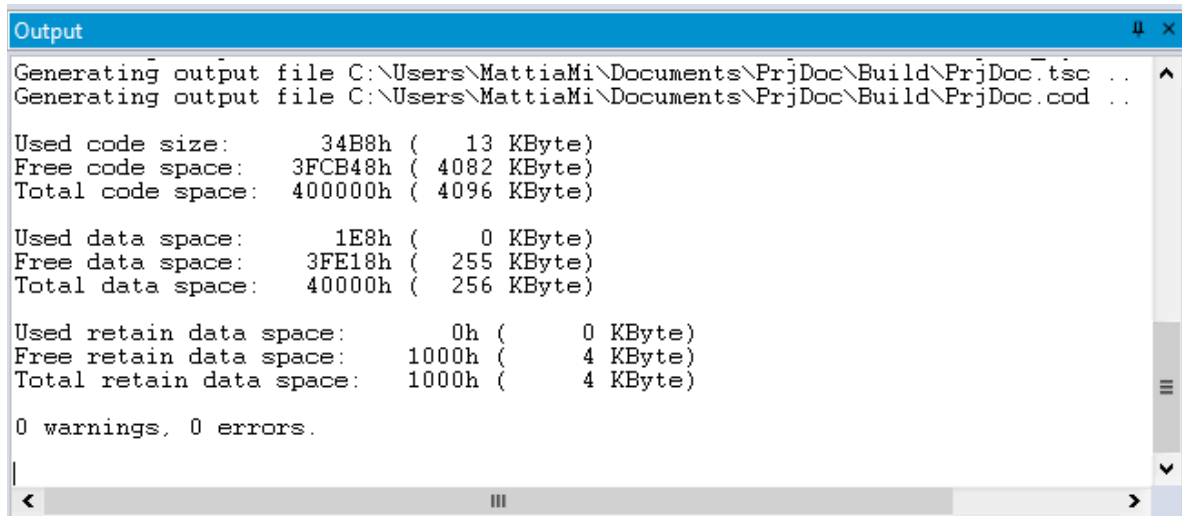 Output
Generating output file C:\Users\MattiaMi\Documents\PrjDoc\Build\PrjDoc.tsc ..
Generating output file C:\Users\MattiaMi\Documents\PrjDoc\Build\PrjDoc.cod ..
Used code size: 34B8h ( 13 KByte)
Free code space: 3FCB48h ( 4082 KByte)
Total code space: 400000h ( 4096 KByte)
Used data space: 1E8h ( 0 KByte)
Free data space: 3FE18h ( 255 KByte)
Total data space: 40000h ( 256 KByte)
Used retain data space: 0h ( 0 KByte)
Free retain data space: 1000h ( 4 KByte)
Total retain data space: 1000h ( 4 KByte)
0 warnings, 0 errors.